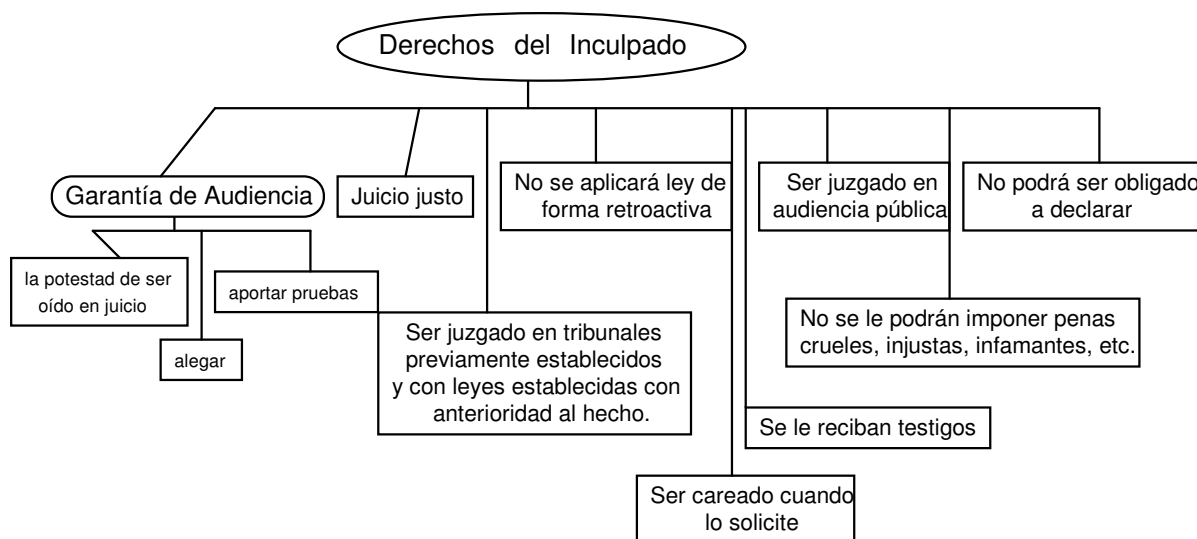 Derechos del Inculpado
Garantía de Audiencia
la potestad de ser
oído en juicio
alegar
aportar pruebas
Juicio justo
Ser juzgado en tribunales
previamente establecidos
y con leyes establecidas con
anterioridad al hecho.
No se aplicará ley de
forma retroactiva
Ser careado cuando
lo solicite
Se le reciban testigos
Ser juzgado en
audiencia pública
No se le podrán imponer penas
crueles, injustas, infamantes, etc.
No podrá ser obligado
a declarar